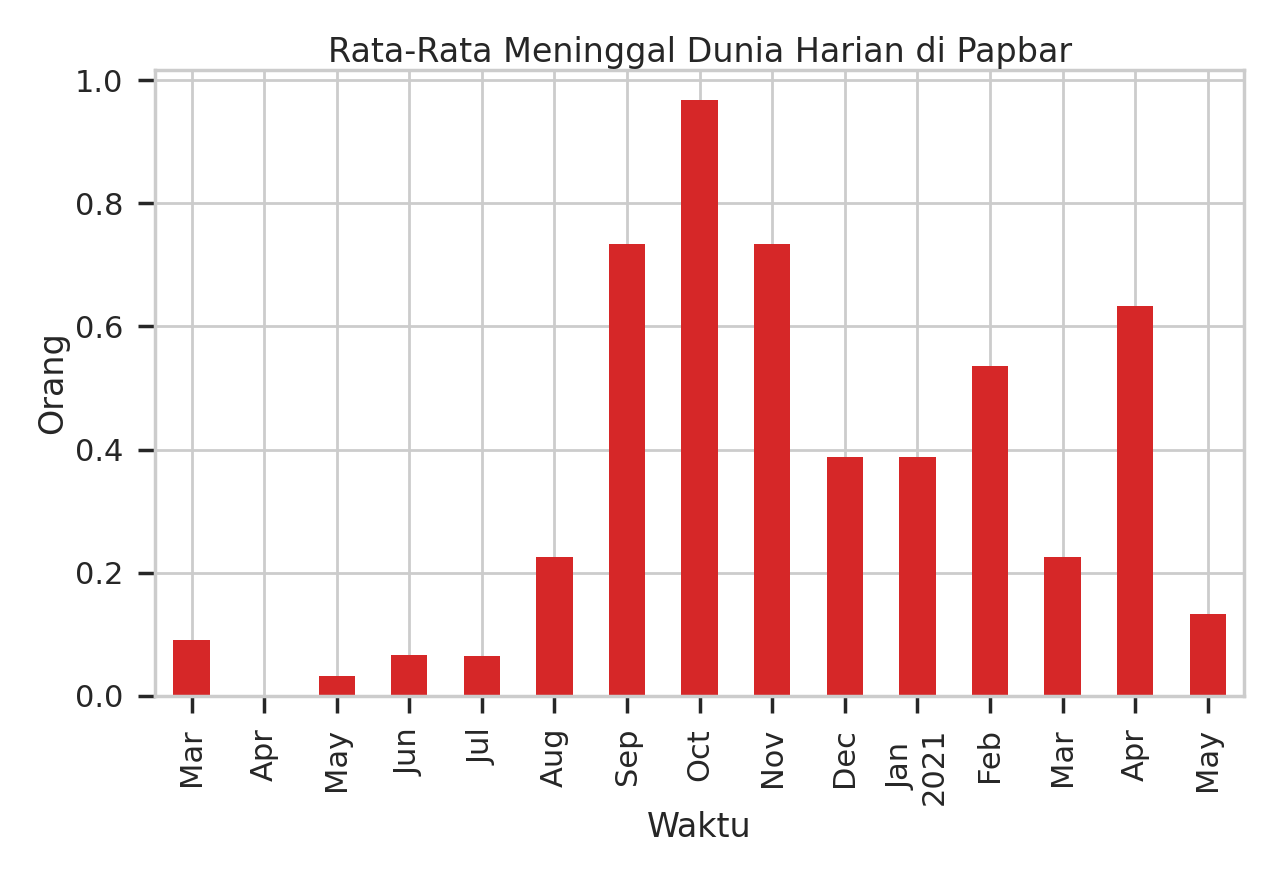 Rata-Rata Meninggal Dunia Harian di Papbar
1.0
0.8
0.6
0.4
0.2
0.0
Orang
Mar
Apr
May
Jun
Jul
Aug
Sep
Oct
Nov
Dec
Jan
2021
Feb
Mar
Apr
May
Waktu